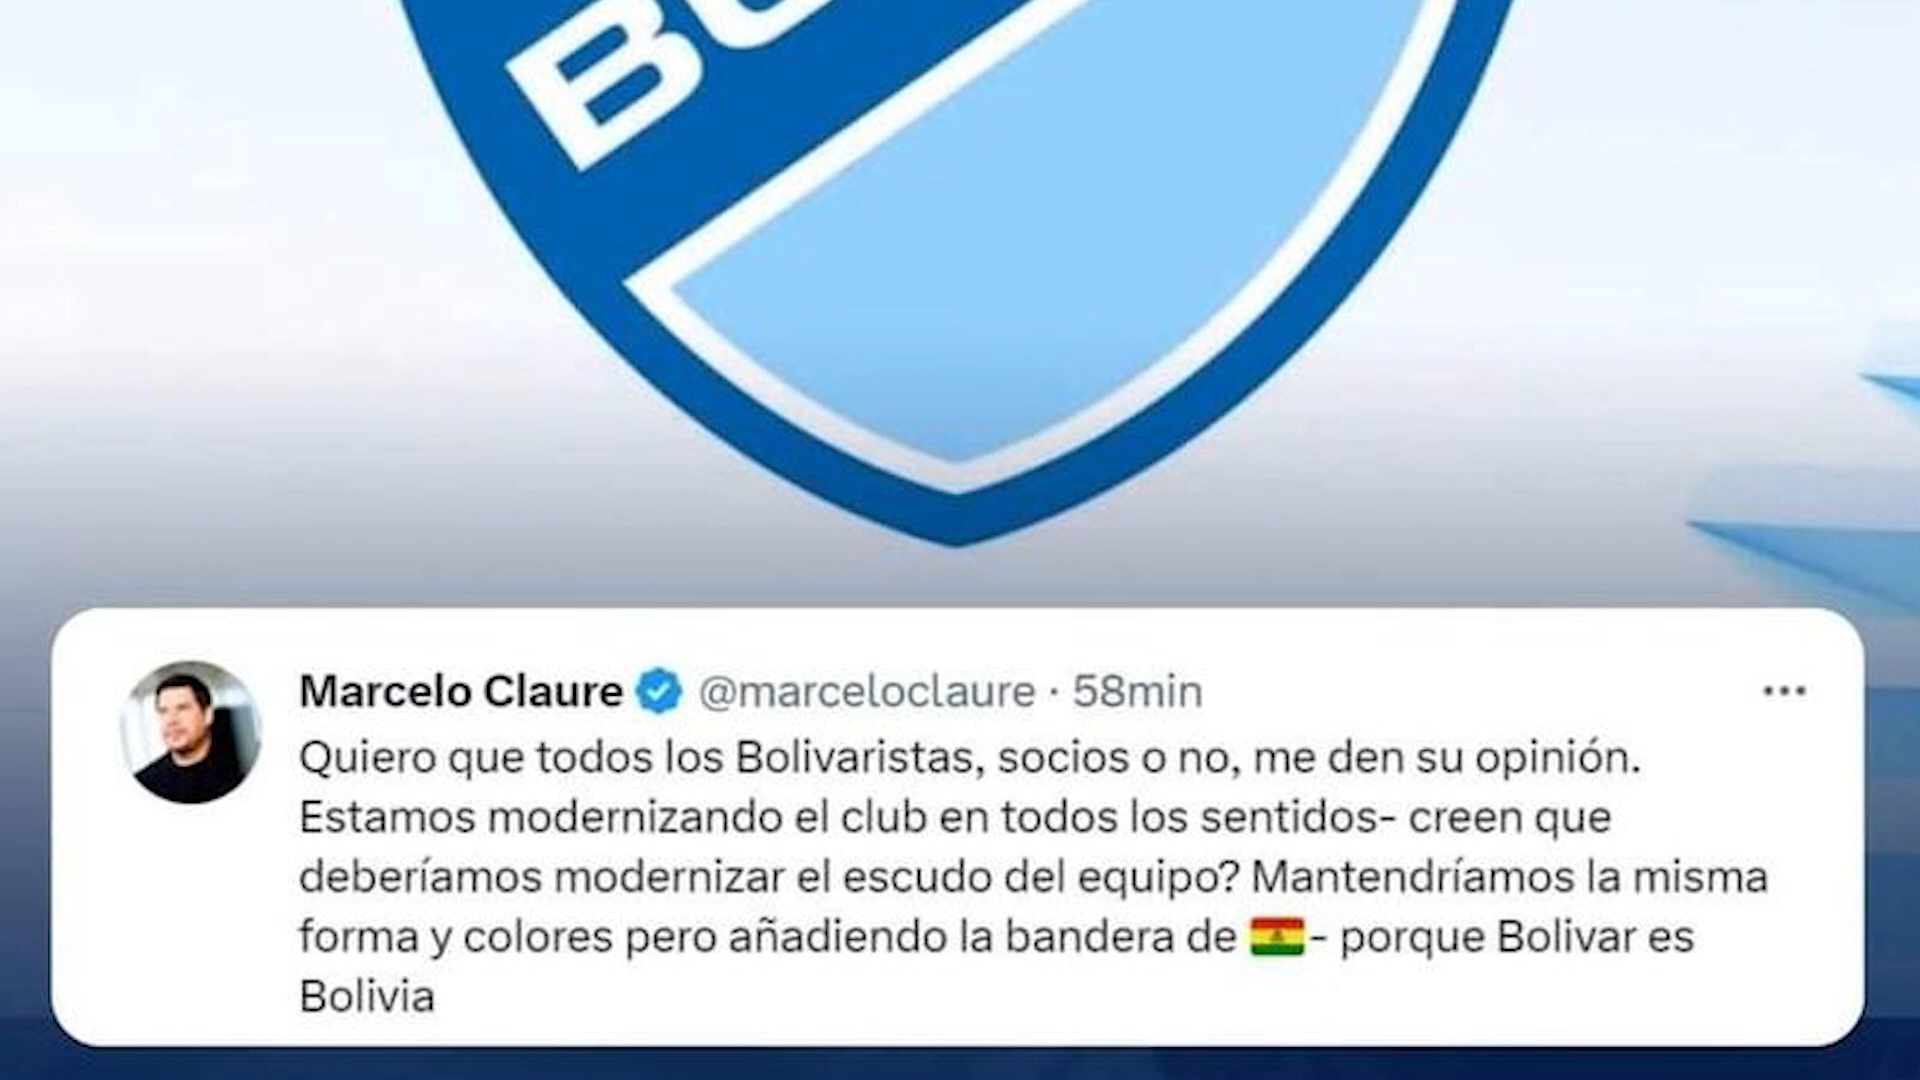 BO
Marcelo Claure @marceloclaure · 58min
Quiero que todos los Bolivaristas, socios o no, me den su opinión.
Estamos modernizando el club en todos los sentidos- creen que
deberíamos modernizar el escudo del equipo? Mantendríamos la misma
forma y colores pero añadiendo la bandera de 🇧🇴- porque Bolivar es
Bolivia